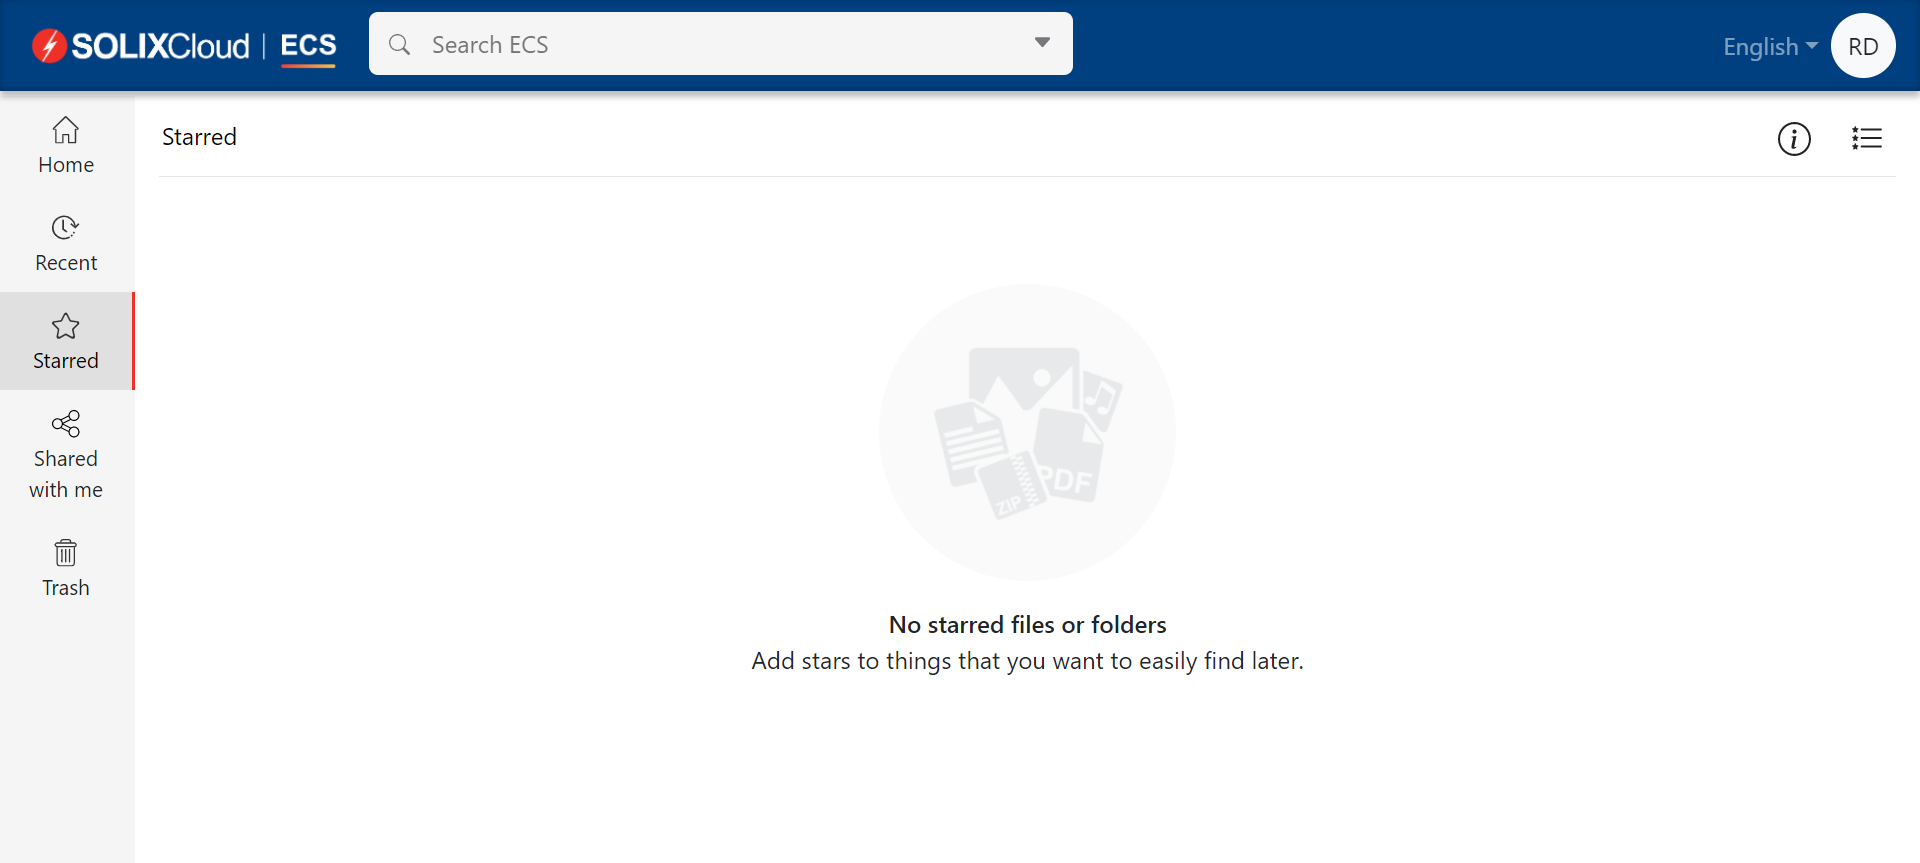 SOLIXCloud | ECS
Search ECS
English
RD
Home
Recent
Starred
Shared
with me
Trash
Starred
PDF
ZIP
No starred files or folders
Add stars to things that you want to easily find later.